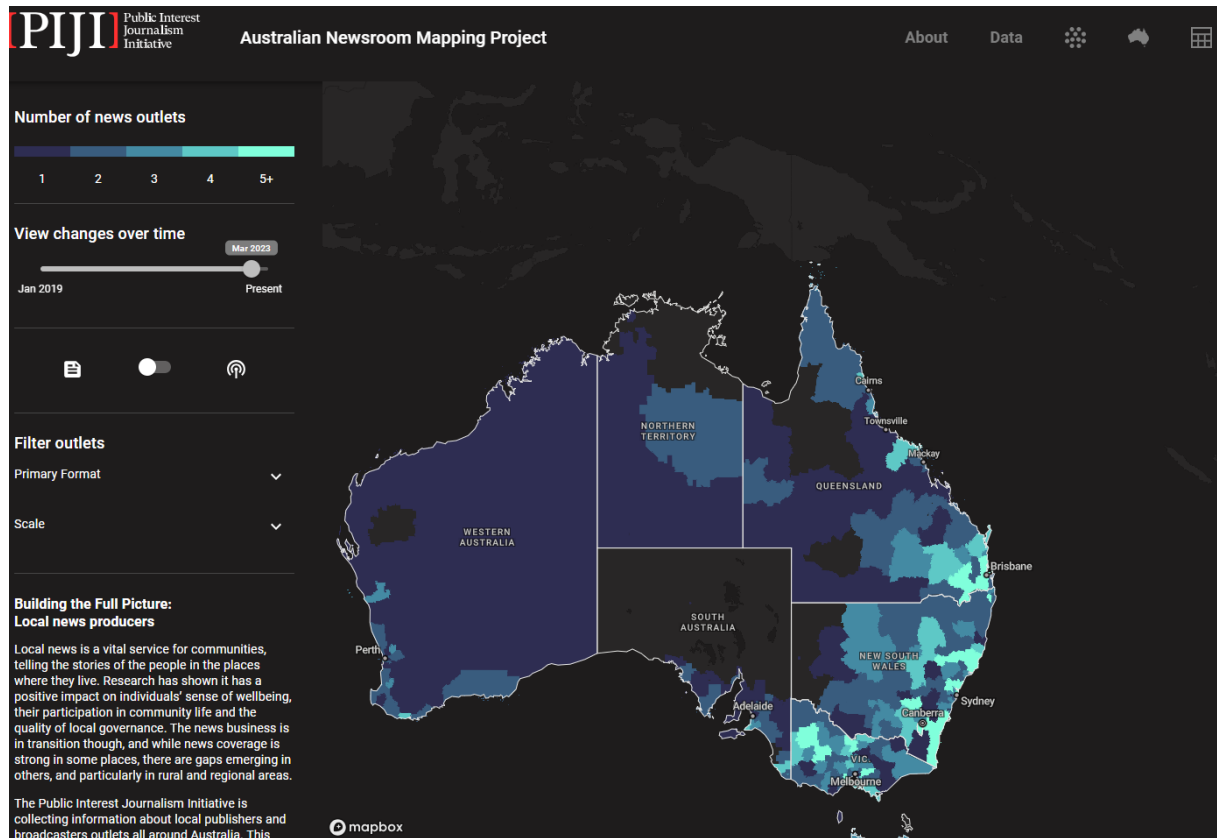 [PIJI]
Public Interest
Journalism
Initiative
Australian Newsroom Mapping Project
About
Data
Number of news outlets
1 2 3 4 5+
View changes over time
Mar 2023
Jan 2019
Present
Filter outlets
Primary Format
Scale
Building the Full Picture:
Local news producers
Local news is a vital service for communities,
telling the stories of the people in the places
where they live. Research has shown it has a
positive impact on individuals' sense of wellbeing,
their participation in community life and the
quality of local governance. The news business is
in transition though, and while news coverage is
strong in some places, there are gaps emerging in
others, and particularly in rural and regional areas.
The Public Interest Journalism Initiative is
collecting information about local publishers and
broadcasters outlets all around Australia. This
Cairns
Townsville
NORTHERN
TERRITORY
Mackay
QUEENSLAND
WESTERN
AUSTRALIA
Brisbane
SOUTH
AUSTRALIA
Perth
NEW SOUTH
WALES
Sydney
Adelaide
Canberra
VIC.
Melbourne
mapbox